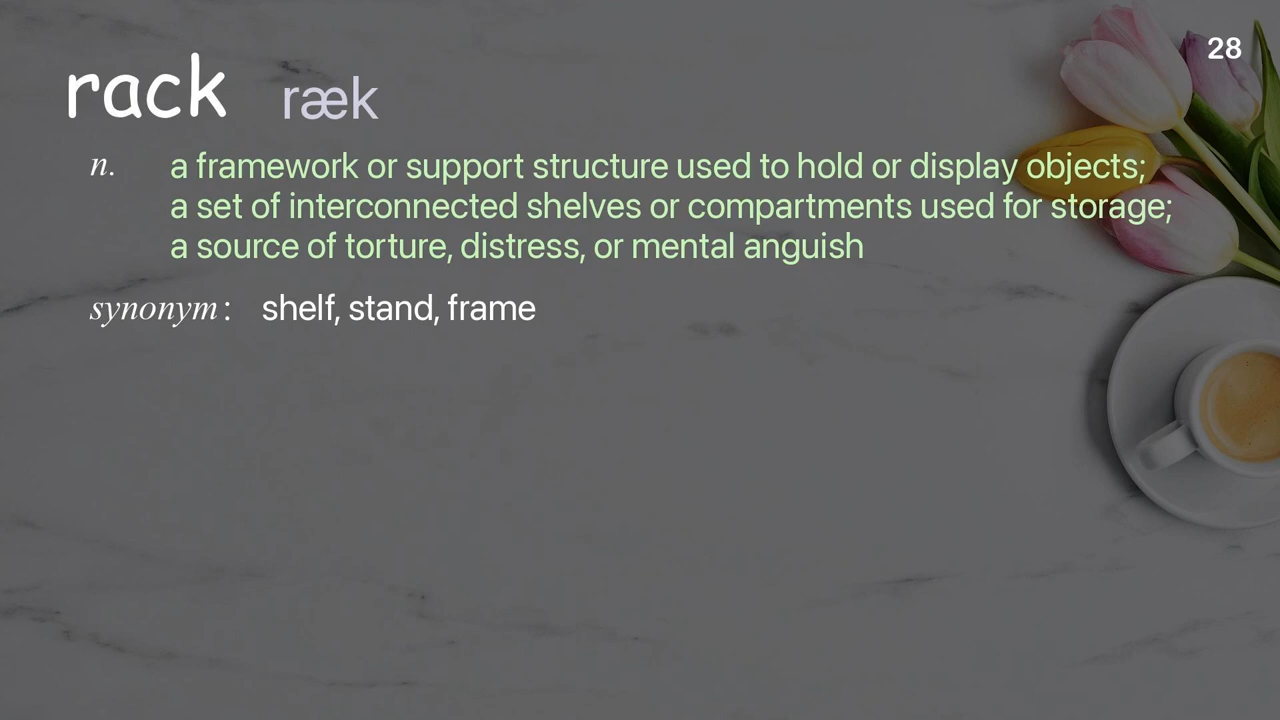 28
rack ræk
n. a framework or support structure used to hold or display objects;
a set of interconnected shelves or compartments used for storage;
a source of torture, distress, or mental anguish
synonym: shelf, stand, frame